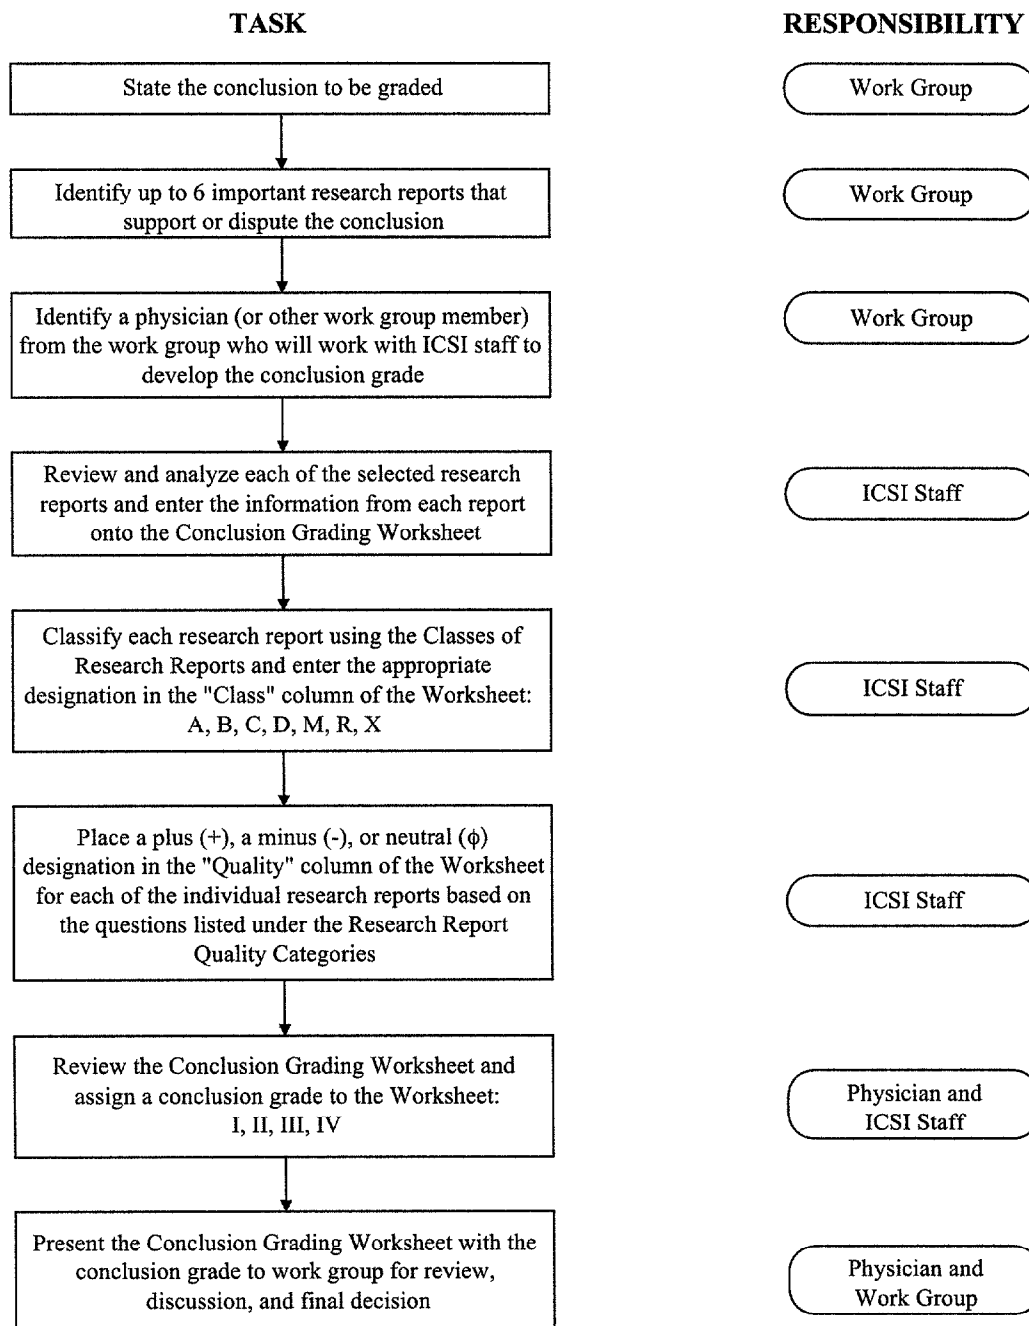 TASK
RESPONSIBILITY
State the conclusion to be graded
Work Group
Identify up to 6 important research reports that
support or dispute the conclusion
Work Group
Identify a physician (or other work group member)
from the work group who will work with ICSI staff to
develop the conclusion grade
Work Group
Review and analyze each of the selected research
reports and enter the information from each report
onto the Conclusion Grading Worksheet
ICSI Staff
Classify each research report using the Classes of
Research Reports and enter the appropriate
designation in the "Class" column of the Worksheet:
A, B, C, D, M, R, X
ICSI Staff
Place a plus (+), a minus (-), or neutral (ϕ)
designation in the "Quality" column of the Worksheet
for each of the individual research reports based on
the questions listed under the Research Report
Quality Categories
ICSI Staff
Review the Conclusion Grading Worksheet and
assign a conclusion grade to the Worksheet:
I, II, III, IV
Physician and
ICSI Staff
Present the Conclusion Grading Worksheet with the
conclusion grade to work group for review,
discussion, and final decision
Physician and
Work Group